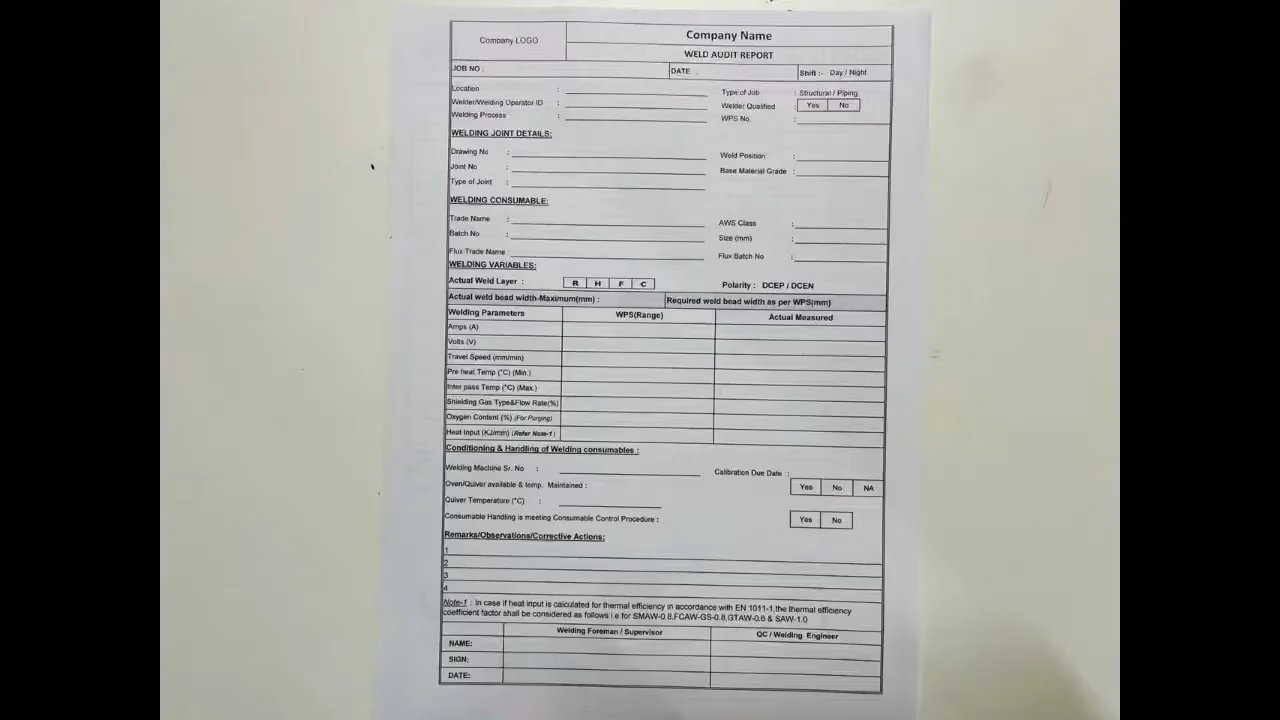 Company LOGO
Company Name
WELD AUDIT REPORT
JOB NO : DATE : Shift :- Day / Night
Location : Type of Job : Structural / Piping
Welder/Welding Operator ID : Welder Qualified : Yes No
Welding Process : WPS No. :
WELDING JOINT DETAILS:
Drawing No : Weld Position :
Joint No : Base Material Grade :
Type of Joint :
WELDING CONSUMABLE:
Trade Name : AWS Class :
Batch No : Size (mm) :
Flux Trade Name : Flux Batch No :
WELDING VARIABLES:
Actual Weld Layer : R H F C Polarity : DCEP / DCEN
Actual weld bead width-Maximum(mm) : Required weld bead width as per WPS(mm)
Welding Parameters WPS(Range) Actual Measured
Amps (A)
Volts (V)
Travel Speed (mm/min)
Pre-heat Temp (°C) (Min.)
Inter pass Temp (°C) (Max.)
Shielding Gas Type&Flow Rate(%)
Oxygen Content (%) (For Purging)
Heat Input (KJ/mm) (Refer Note-1)
Conditioning & Handling of Welding consumables :
Welding Machine Sr. No : Calibration Due Date :
Oven/Quiver available & temp. Maintained : Yes No NA
Quiver Temperature (°C) :
Consumable Handling is meeting Consumable Control Procedure : Yes No
Remarks/Observations/Corrective Actions:
1
2
3
4
Note-1 : In case if heat input is calculated for thermal efficiency in accordance with EN 1011-1,the thermal efficiency
coefficient factor shall be considered as follows i.e for SMAW-0.8,FCAW-GS-0.8,GTAW-0.6 & SAW-1.0
Welding Foreman / Supervisor QC / Welding Engineer
NAME:
SIGN:
DATE: